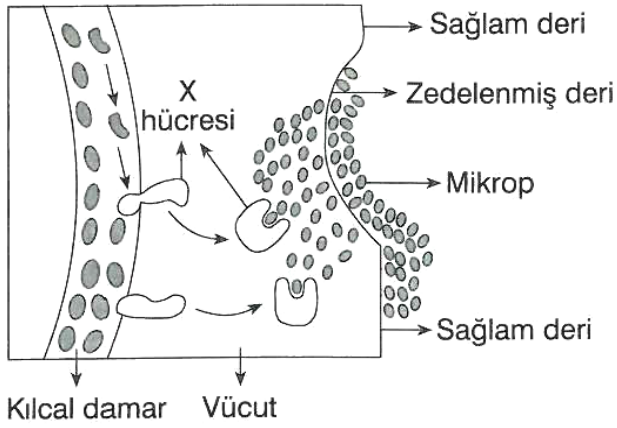 Sağlam deri
Zedelenmiş deri
X
hücresi
Mikrop
Sağlam deri
Kılcal damar
Vücut